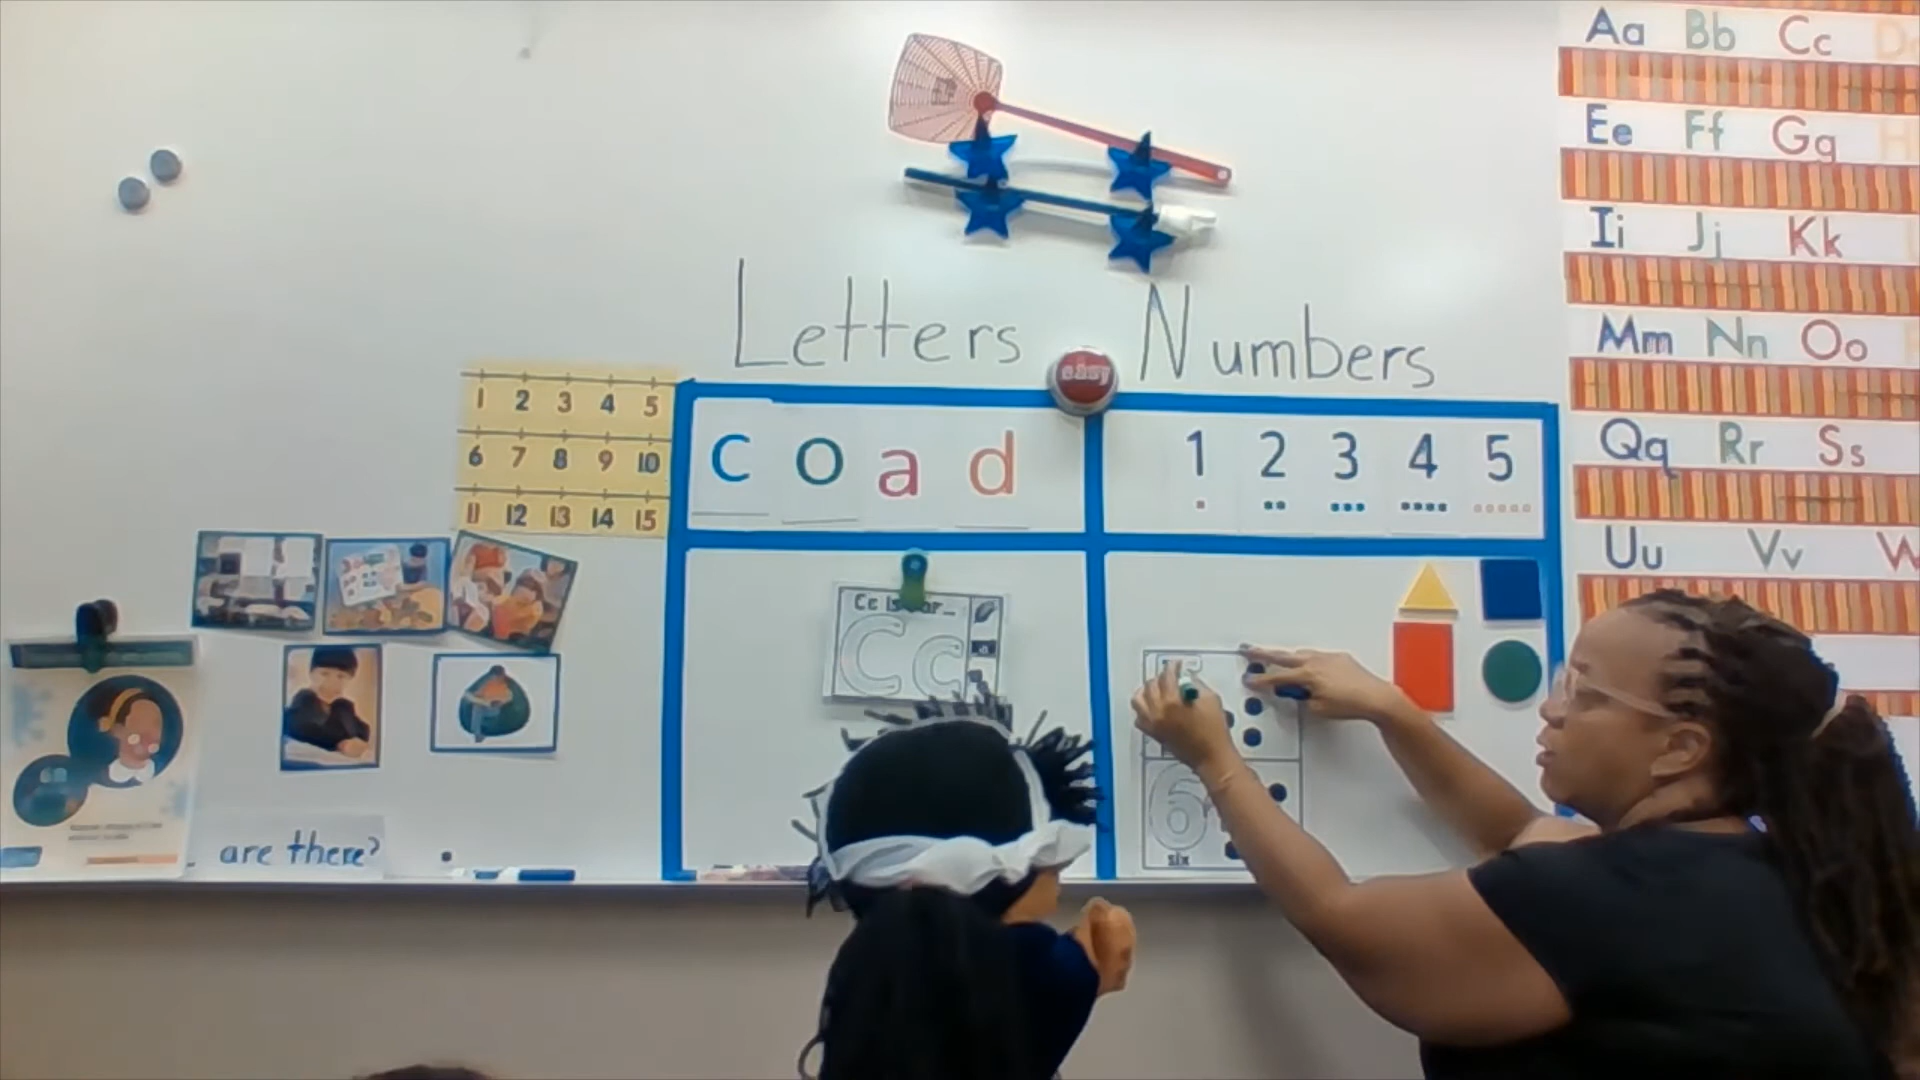 Letters Numbers
easy
1 2 3 4 5
6 7 8 9 10
11 12 13 14 15
c o a d
1 2 3 4 5
Cc is for...
Cc
6
six
are there?
Aa Bb Cc
Ee Ff Gg
Ii Jj Kk
Mm Nn Oo
Qq Rr Ss
Uu Vv W